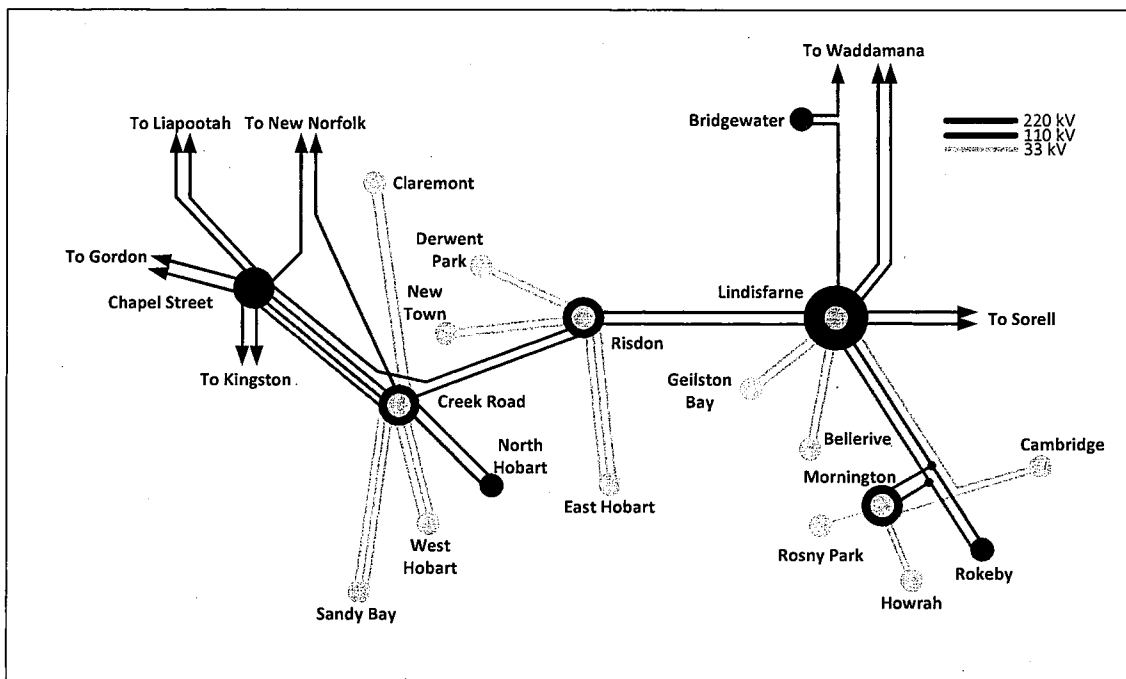 To Waddamana
To Liapootah
To New Norfolk
Bridgewater
220 kV
110 kV
33 kV
Claremont
Derwent
Park
To Gordon
Chapel Street
New
Town
Lindisfarne
To Sorell
Risdon
To Kingston
Geilston
Bay
Creek Road
North
Hobart
Bellerive
Cambridge
Mornington
East Hobart
West
Hobart
Rosny Park
Rokeby
Howrah
Sandy Bay